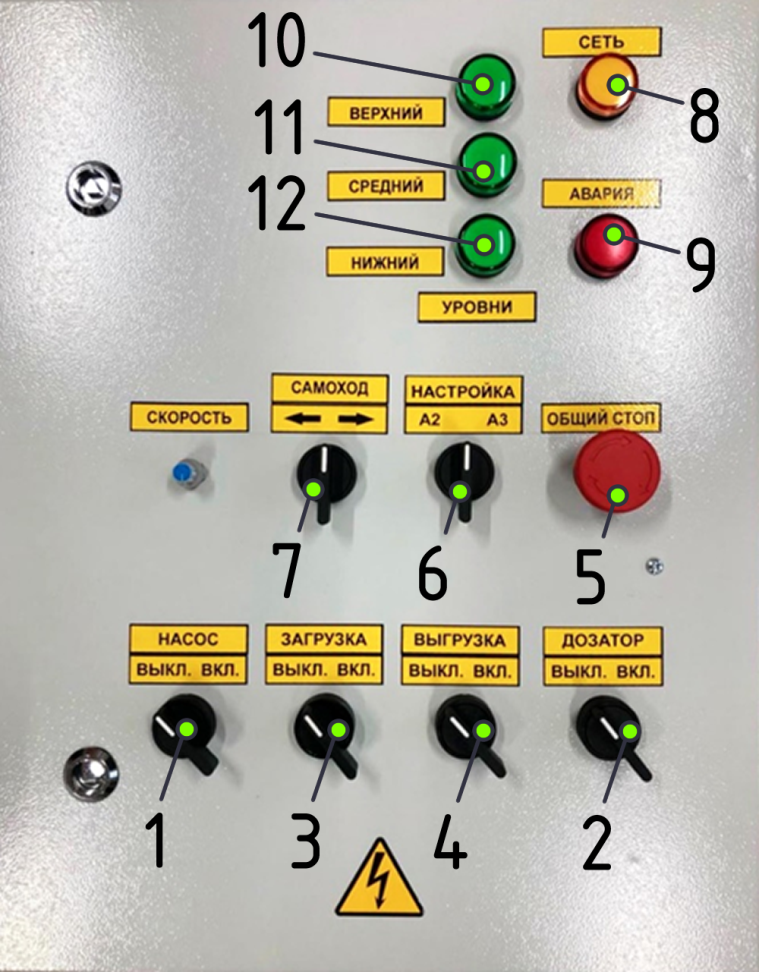 10
СЕТЬ
8
ВЕРХНИЙ
11
СРЕДНИЙ
АВАРИЯ
12
9
НИЖНИЙ
УРОВНИ
СКОРОСТЬ
САМОХОД
НАСТРОЙКА
А2 А3
ОБЩИЙ СТОП
7
6
5
НАСОС
ВЫКЛ. ВКЛ.
ЗАГРУЗКА
ВЫКЛ. ВКЛ.
ВЫГРУЗКА
ВЫКЛ. ВКЛ.
ДОЗАТОР
ВЫКЛ. ВКЛ.
1
3
4
2